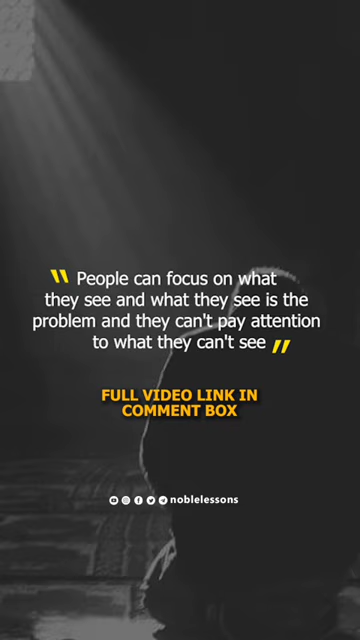 " People can focus on what
they see and what they see is the
problem and they can't pay attention
to what they can't see "
FULL VIDEO LINK IN
COMMENT BOX
noblelessons